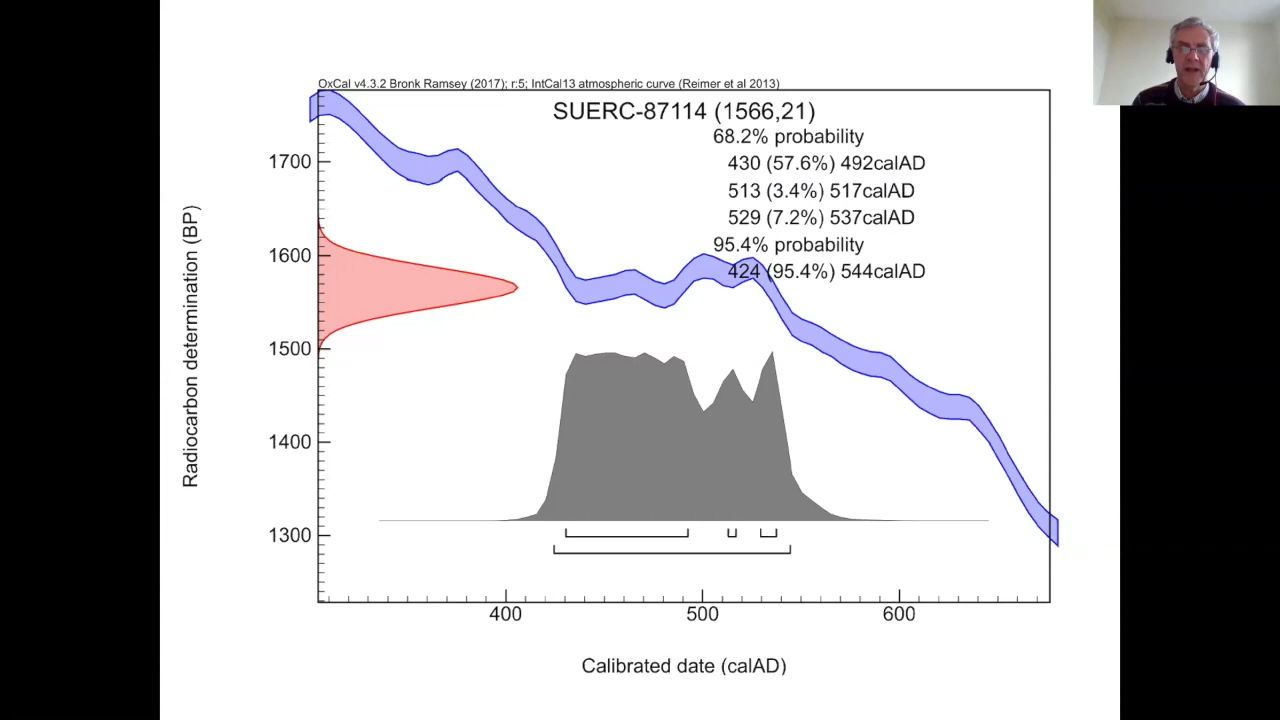 OxCal v4.3.2 Bronk Ramsey (2017); r:5; IntCal13 atmospheric curve (Reimer et al 2013)
SUERC-87114 (1566,21)
68.2% probability
430 (57.6%) 492calAD
513 (3.4%) 517calAD
529 (7.2%) 537calAD
95.4% probability
424 (95.4%) 544calAD
Radiocarbon determination (BP)
1700
1600
1500
1400
1300
400 500 600
Calibrated date (calAD)